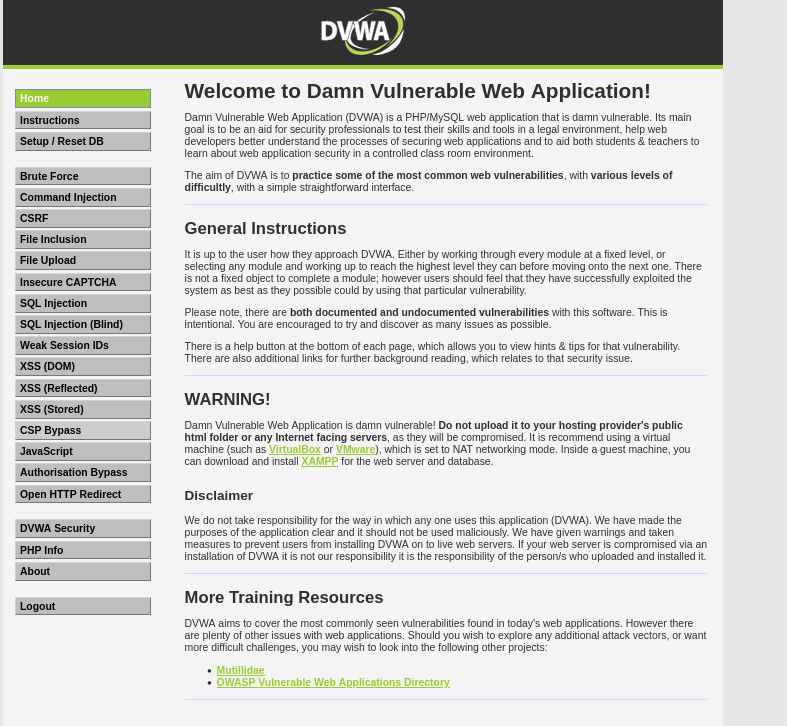 DVWA
Home
Instructions
Setup / Reset DB
Brute Force
Command Injection
CSRF
File Inclusion
File Upload
Insecure CAPTCHA
SQL Injection
SQL Injection (Blind)
Weak Session IDs
XSS (DOM)
XSS (Reflected)
XSS (Stored)
CSP Bypass
JavaScript
Authorisation Bypass
Open HTTP Redirect
DVWA Security
PHP Info
About
Logout
Welcome to Damn Vulnerable Web Application!
Damn Vulnerable Web Application (DVWA) is a PHP/MySQL web application that is damn vulnerable. Its main
goal is to be an aid for security professionals to test their skills and tools in a legal environment, help web
developers better understand the processes of securing web applications and to aid both students & teachers to
learn about web application security in a controlled class room environment.
The aim of DVWA is to practice some of the most common web vulnerabilities, with various levels of
difficultly, with a simple straightforward interface.
General Instructions
It is up to the user how they approach DVWA. Either by working through every module at a fixed level, or
selecting any module and working up to reach the highest level they can before moving onto the next one. There
is not a fixed object to complete a module; however users should feel that they have successfully exploited the
system as best as they possible could by using that particular vulnerability.
Please note, there are both documented and undocumented vulnerabilities with this software. This is
intentional. You are encouraged to try and discover as many issues as possible.
There is a help button at the bottom of each page, which allows you to view hints & tips for that vulnerability.
There are also additional links for further background reading, which relates to that security issue.
WARNING!
Damn Vulnerable Web Application is damn vulnerable! Do not upload it to your hosting provider's public
html folder or any Internet facing servers, as they will be compromised. It is recommend using a virtual
machine (such as VirtualBox or VMware), which is set to NAT networking mode. Inside a guest machine, you
can download and install XAMPP for the web server and database.
Disclaimer
We do not take responsibility for the way in which any one uses this application (DVWA). We have made the
purposes of the application clear and it should not be used maliciously. We have given warnings and taken
measures to prevent users from installing DVWA on to live web servers. If your web server is compromised via an
installation of DVWA it is not our responsibility it is the responsibility of the person/s who uploaded and installed it.
More Training Resources
DVWA aims to cover the most commonly seen vulnerabilities found in today's web applications. However there
are plenty of other issues with web applications. Should you wish to explore any additional attack vectors, or want
more difficult challenges, you may wish to look into the following other projects:
• Mutillidae
• OWASP Vulnerable Web Applications Directory